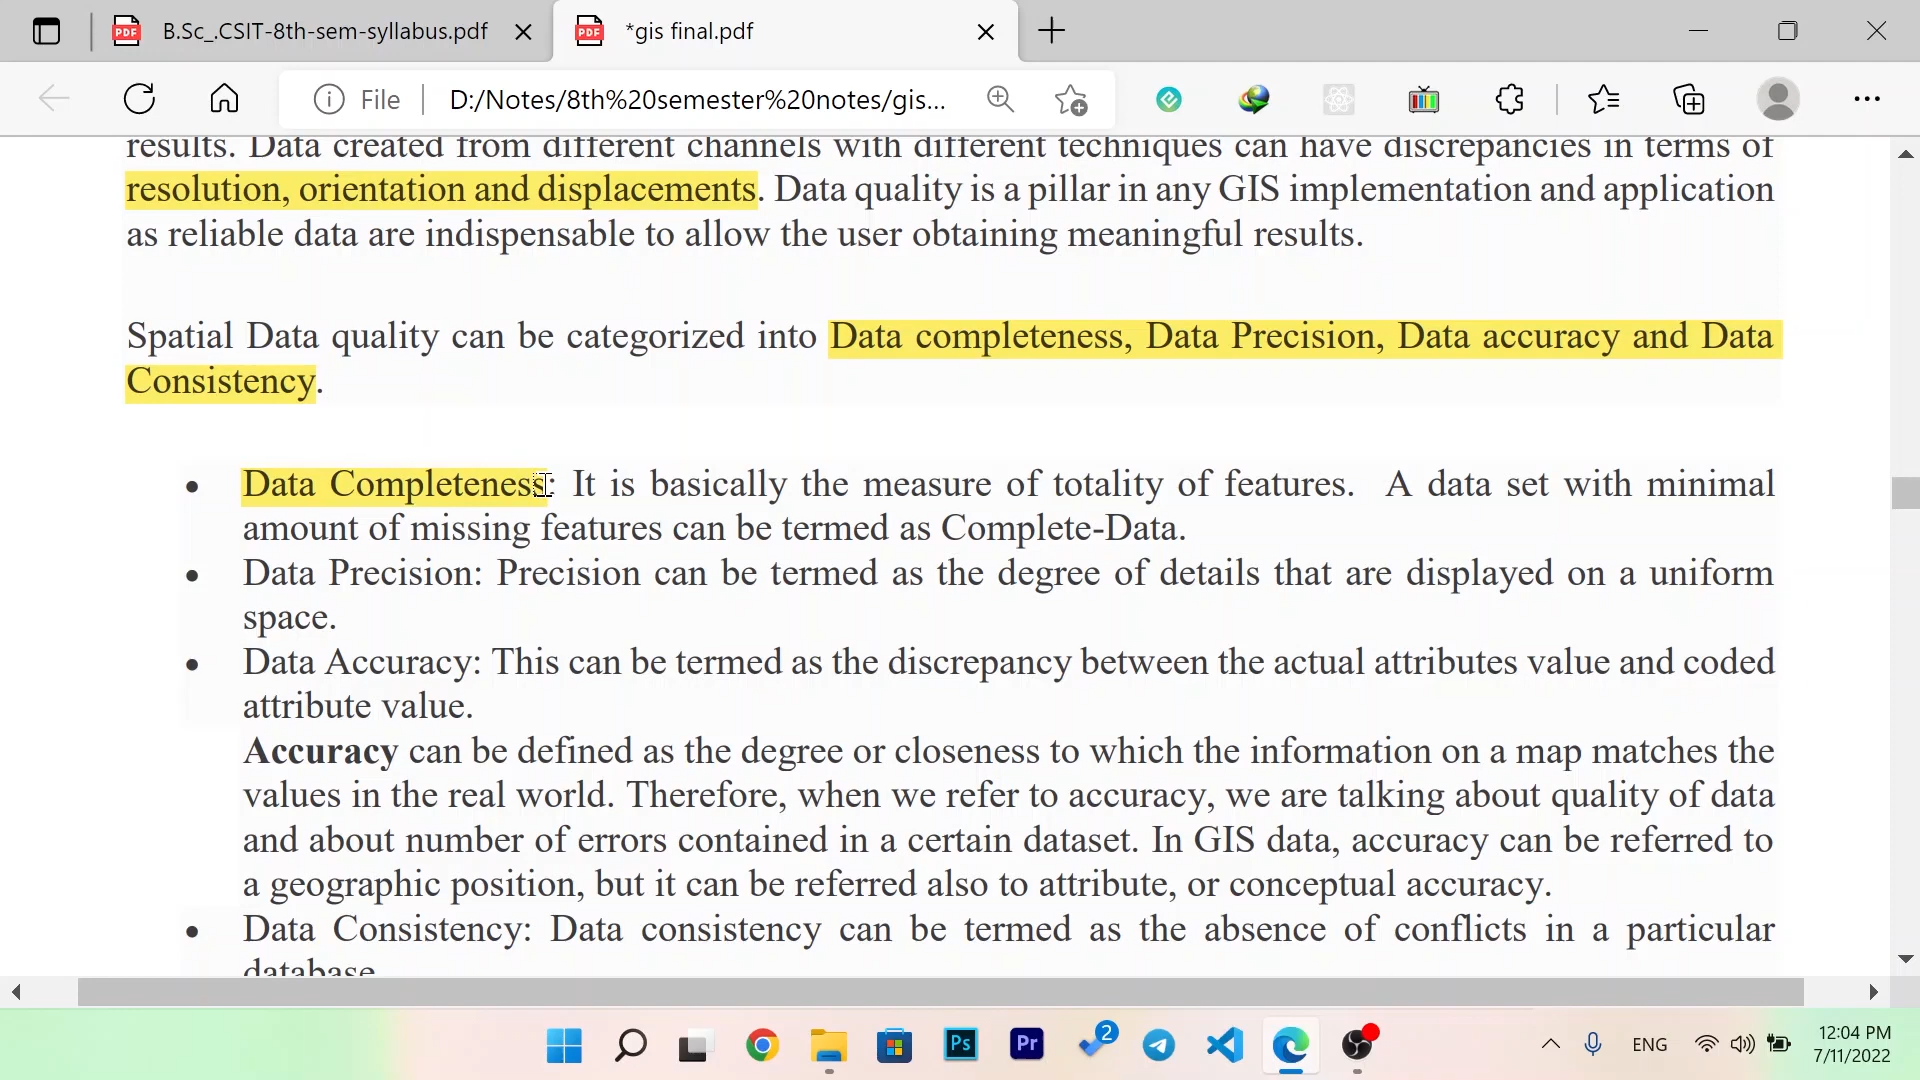 B.Sc_.CSIT-8th-sem-syllabus.pdf
*gis final.pdf
File
D:/Notes/8th%20semester%20notes/gis...
results. Data created from different channels with different techniques can have discrepancies in terms of
resolution, orientation and displacements. Data quality is a pillar in any GIS implementation and application
as reliable data are indispensable to allow the user obtaining meaningful results.
Spatial Data quality can be categorized into Data completeness, Data Precision, Data accuracy and Data
Consistency.
• Data Completeness: It is basically the measure of totality of features. A data set with minimal
amount of missing features can be termed as Complete-Data.
• Data Precision: Precision can be termed as the degree of details that are displayed on a uniform
space.
• Data Accuracy: This can be termed as the discrepancy between the actual attributes value and coded
attribute value.
Accuracy can be defined as the degree or closeness to which the information on a map matches the
values in the real world. Therefore, when we refer to accuracy, we are talking about quality of data
and about number of errors contained in a certain dataset. In GIS data, accuracy can be referred to
a geographic position, but it can be referred also to attribute, or conceptual accuracy.
• Data Consistency: Data consistency can be termed as the absence of conflicts in a particular
database.
Ps
Pr
2
ENG
12:04 PM
7/11/2022